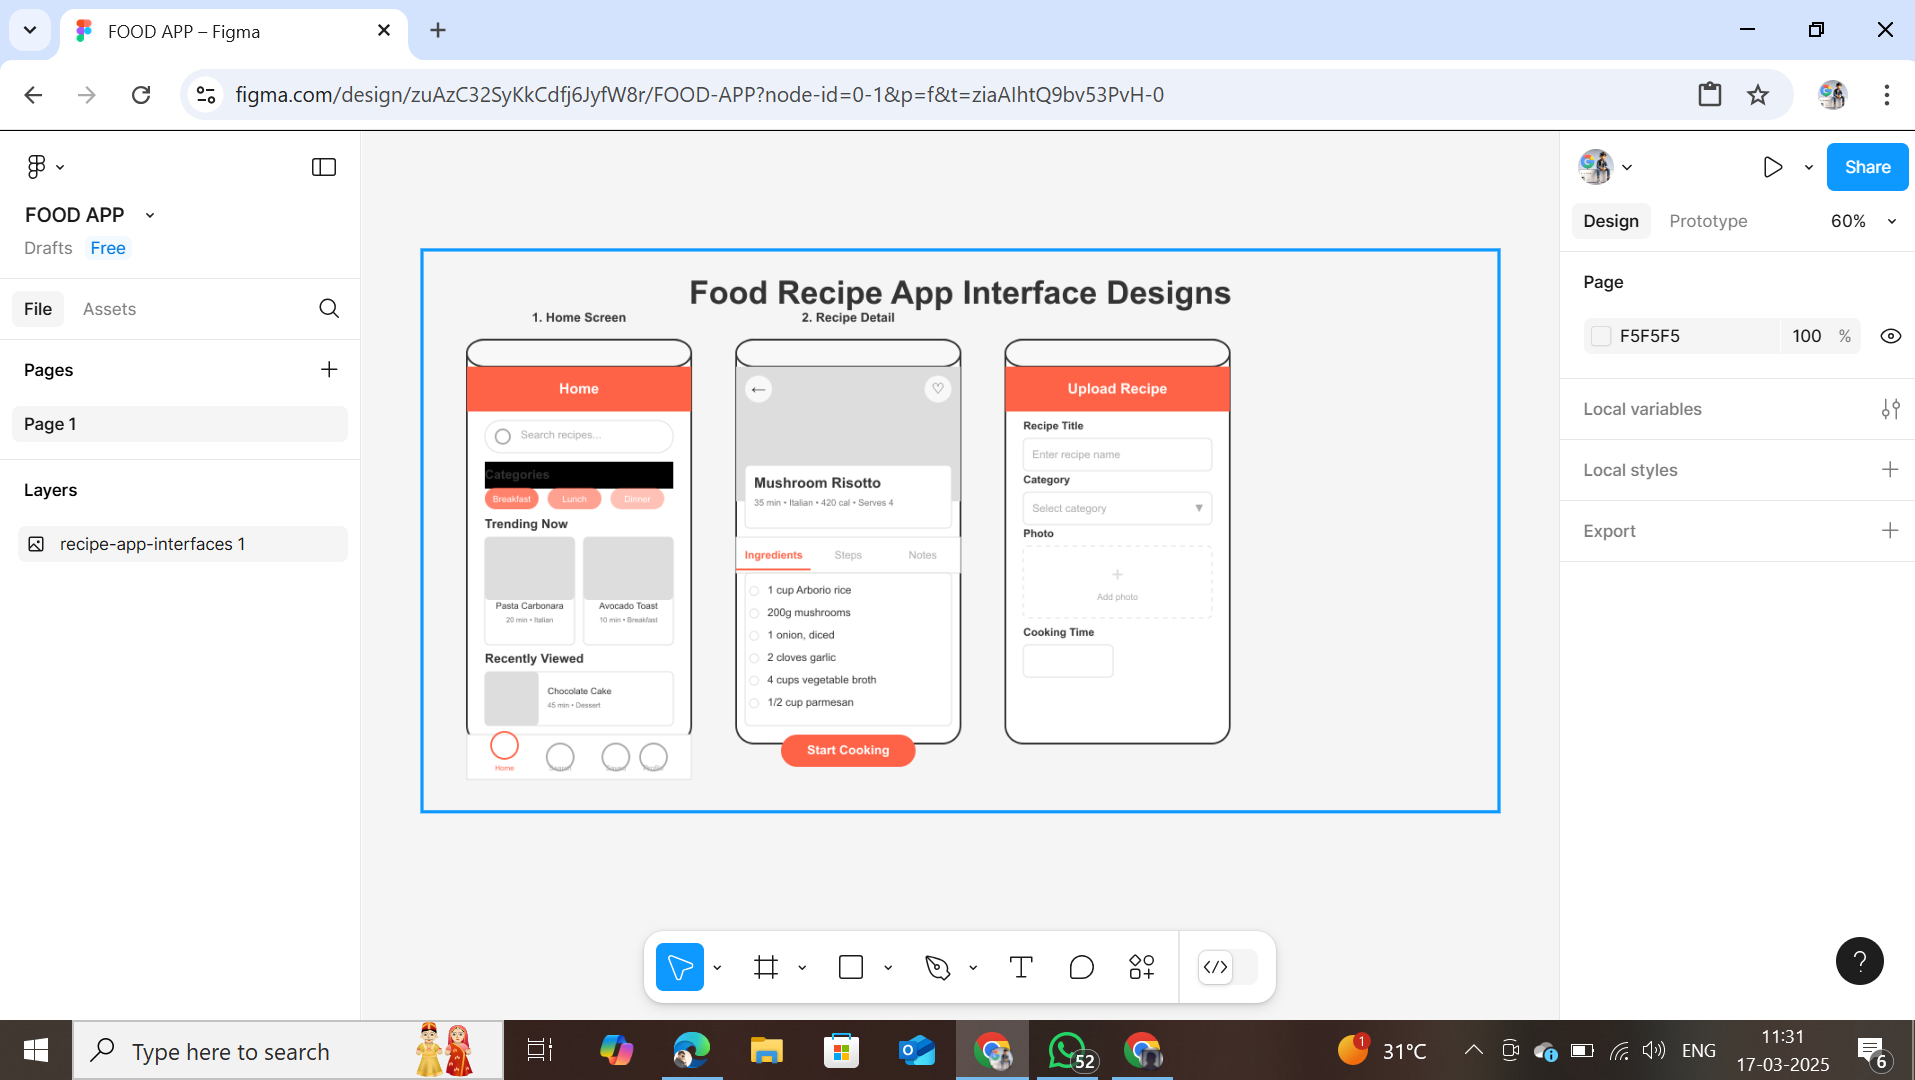 FOOD APP – Figma
figma.com/design/zuAzC32SyKkCdfj6JyfW8r/FOOD-APP?node-id=0-1&p=f&t=ziaAIhtQ9bv53PvH-0
FOOD APP
Drafts Free
File Assets
Pages
Page 1
Layers
recipe-app-interfaces 1
Food Recipe App Interface Designs
1. Home Screen
Home
Search recipes...
Categories
Breakfast Lunch Dinner
Trending Now
Pasta Carbonara Avocado Toast
20 min • Italian 10 min • Breakfast
Recently Viewed
Chocolate Cake
45 min • Dessert
Home Search Saved Profile
2. Recipe Detail
← ♡
Mushroom Risotto
35 min • Italian • 420 cal • Serves 4
Ingredients Steps Notes
1 cup Arborio rice
200g mushrooms
1 onion, diced
2 cloves garlic
4 cups vegetable broth
1/2 cup parmesan
Start Cooking
Upload Recipe
Recipe Title
Enter recipe name
Category
Select category ▼
Photo
+
Add photo
Cooking Time
Share
Design Prototype 60%
Page
F5F5F5 100 %
Local variables
Local styles
Export
?
Type here to search
52
1
31°C
ENG
11:31
17-03-2025
6